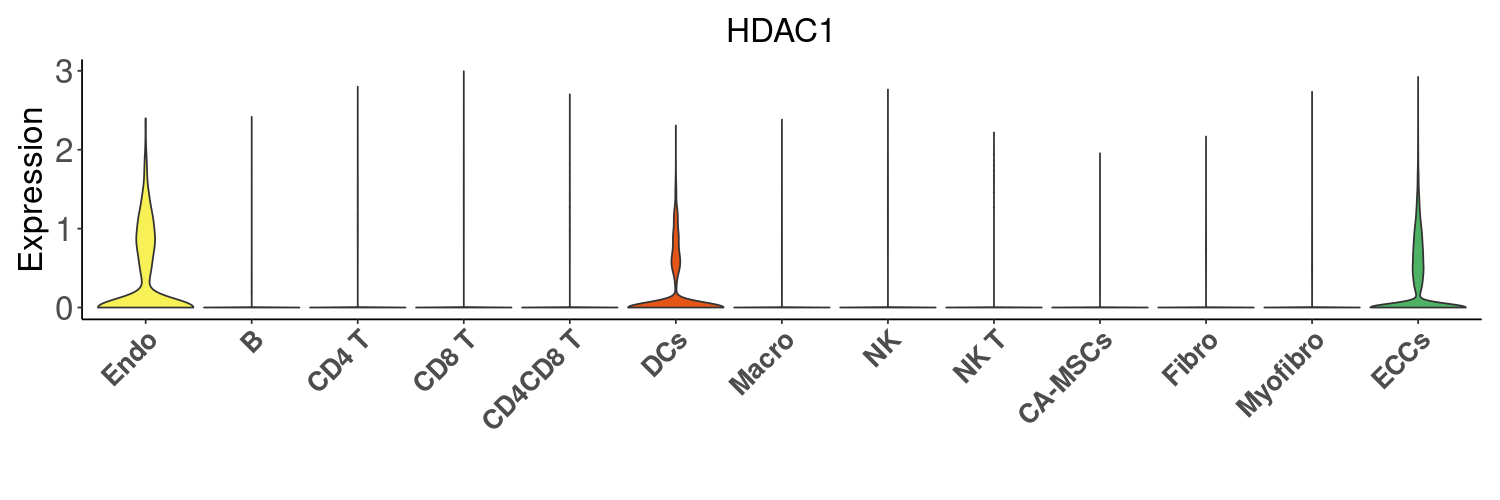 HDAC1
Expression
3
2
1
0
Endo
B
CD4 T
CD8 T
CD4CD8 T
DCs
Macro
NK
NK T
CA-MSCs
Fibro
Myofibro
ECCs